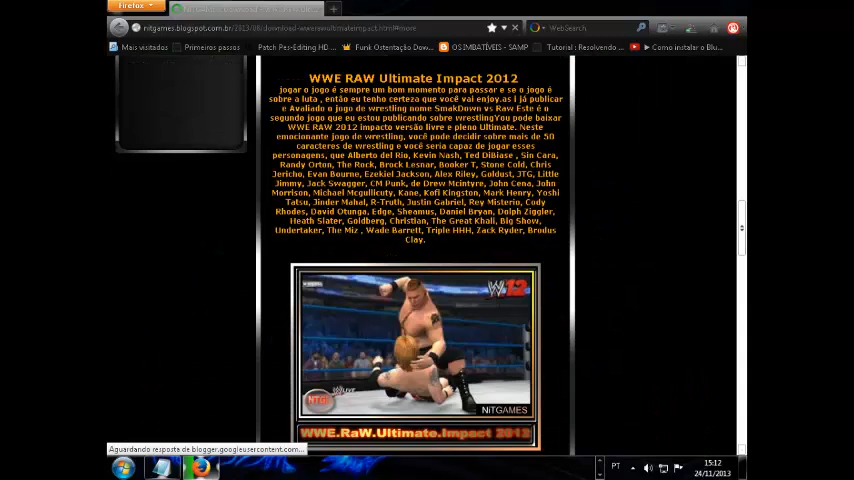 Firefox
nitgames.blogspot.com.br/2013/06/download-wwerawultimateimpact.html#more
WebSearch
Mais visitados
Primeiros passos
Patch Pes-Editing HD ...
Funk Ostentação Dow...
OS IMBATÍVEIS - SAMP
Tutorial : Resolvendo ...
Como instalar o Blu...
WWE RAW Ultimate Impact 2012
jogar o jogo é sempre um bom momento para passar e se o jogo é
sobre a luta , então eu tenho certeza que você vai enjoy.as i já publicar
e Avaliado o jogo de wrestling nome SmakDown vs Raw Este é o
segundo jogo que eu estou publicando sobre wrestlingYou pode baixar
WWE RAW 2012 impacto versão livre e pleno Ultimate. Neste
emocionante jogo de wrestling, você pode decidir sobre mais de 50
caracteres de wrestling e você seria capaz de jogar esses
personagens, que Alberto del Rio, Kevin Nash, Ted DiBiase , Sin Cara,
Randy Orton, The Rock, Brock Lesnar, Booker T, Stone Cold, Chris
Jericho, Evan Bourne, Ezekiel Jackson, Alex Riley, Goldust, JTG, Little
Jimmy, Jack Swagger, CM Punk, de Drew Mcintyre, John Cena, John
Morrison, Michael Mcgullicuty, Kane, Kofi Kingston, Mark Henry, Yoshi
Tatsu, Jinder Mahal, R-Truth, Justin Gabriel, Rey Misterio, Cody
Rhodes, David Otunga, Edge, Sheamus, Daniel Bryan, Dolph Ziggler,
Heath Slater, Goldberg, Christian, The Great Khali, Big Show,
Undertaker, The Miz , Wade Barrett, Triple HHH, Zack Ryder, Brodus
Clay.
W12
LIVE
NTG
NiTGAMES
WWE.RaW.Ultimate.Impact 2012
Aguardando resposta de blogger.googleusercontent.com...
PT
15:12
24/11/2013